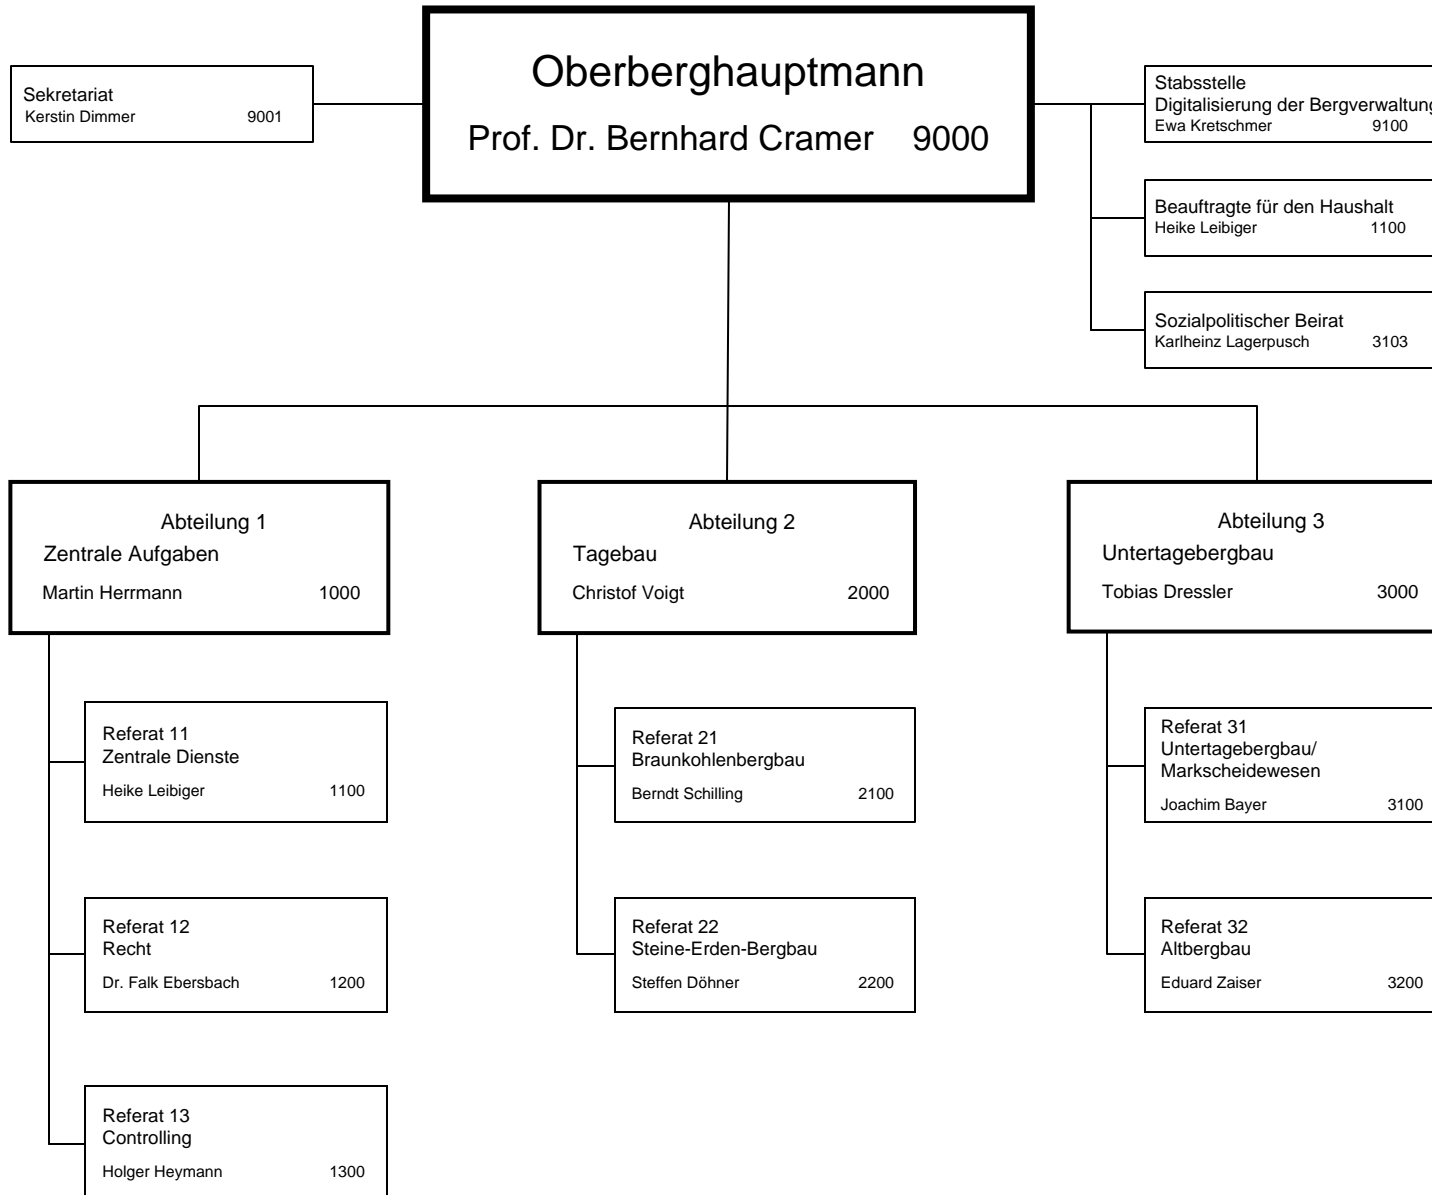 Oberberghauptmann
Prof. Dr. Bernhard Cramer 9000
Sekretariat
Kerstin Dimmer 9001
Stabsstelle
Digitalisierung der Bergverwaltung
Ewa Kretschmer 9100
Beauftragte für den Haushalt
Heike Leibiger 1100
Sozialpolitischer Beirat
Karlheinz Lagerpusch 3103
Abteilung 1
Zentrale Aufgaben
Martin Herrmann 1000
Referat 11
Zentrale Dienste
Heike Leibiger 1100
Referat 12
Recht
Dr. Falk Ebersbach 1200
Referat 13
Controlling
Holger Heymann 1300
Abteilung 2
Tagebau
Christof Voigt 2000
Referat 21
Braunkohlenbergbau
Berndt Schilling 2100
Referat 22
Steine-Erden-Bergbau
Steffen Döhner 2200
Abteilung 3
Untertagebergbau
Tobias Dressler 3000
Referat 31
Untertagebergbau/
Markscheidewesen
Joachim Bayer 3100
Referat 32
Altbergbau
Eduard Zaiser 3200